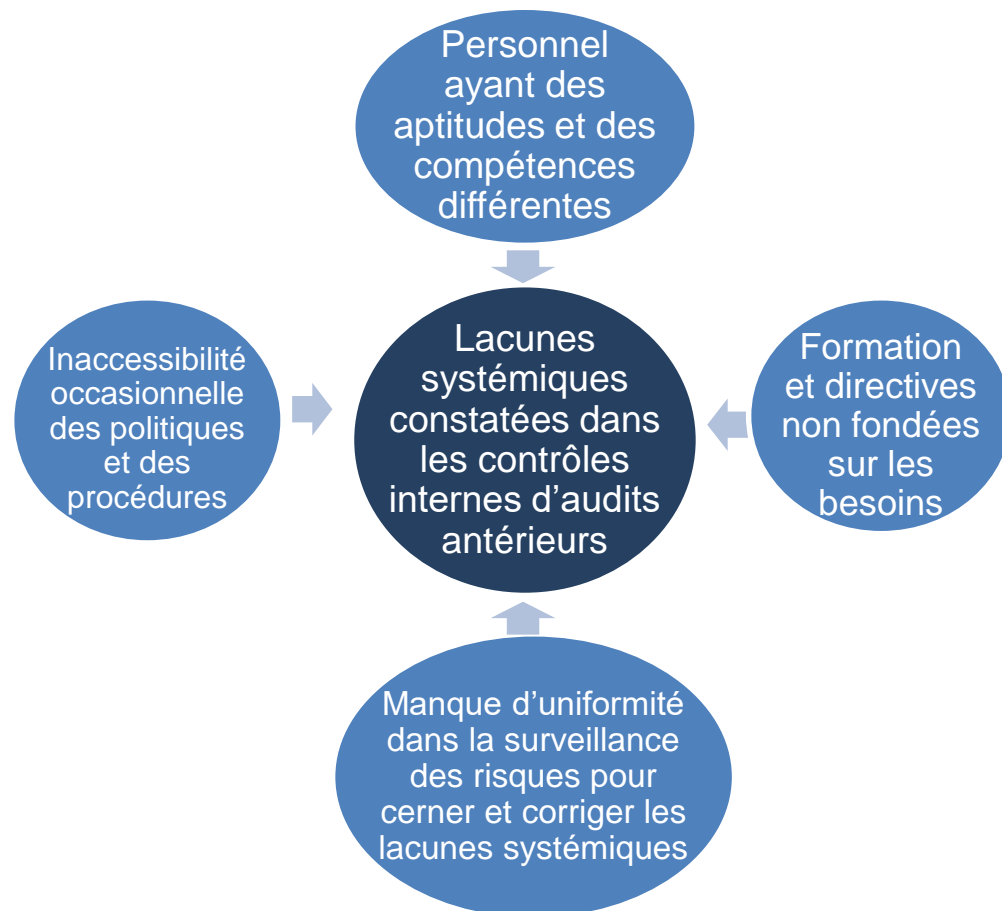 Personnel
ayant des
aptitudes et des
compétences
différentes
Inaccessibilité
occasionnelle
des politiques
et des
procédures
Lacunes
systémiques
constatées dans
les contrôles
internes d'audits
antérieurs
Formation
et directives
non fondées
sur les
besoins
Manque d'uniformité
dans la surveillance
des risques pour
cerner et corriger les
lacunes systémiques